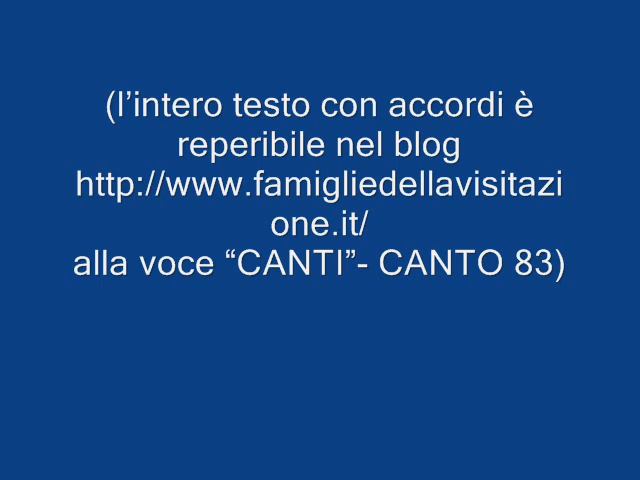 (l’intero testo con accordi è
reperibile nel blog
http://www.famigliedellavisitazi
one.it/
alla voce “CANTI”- CANTO 83)